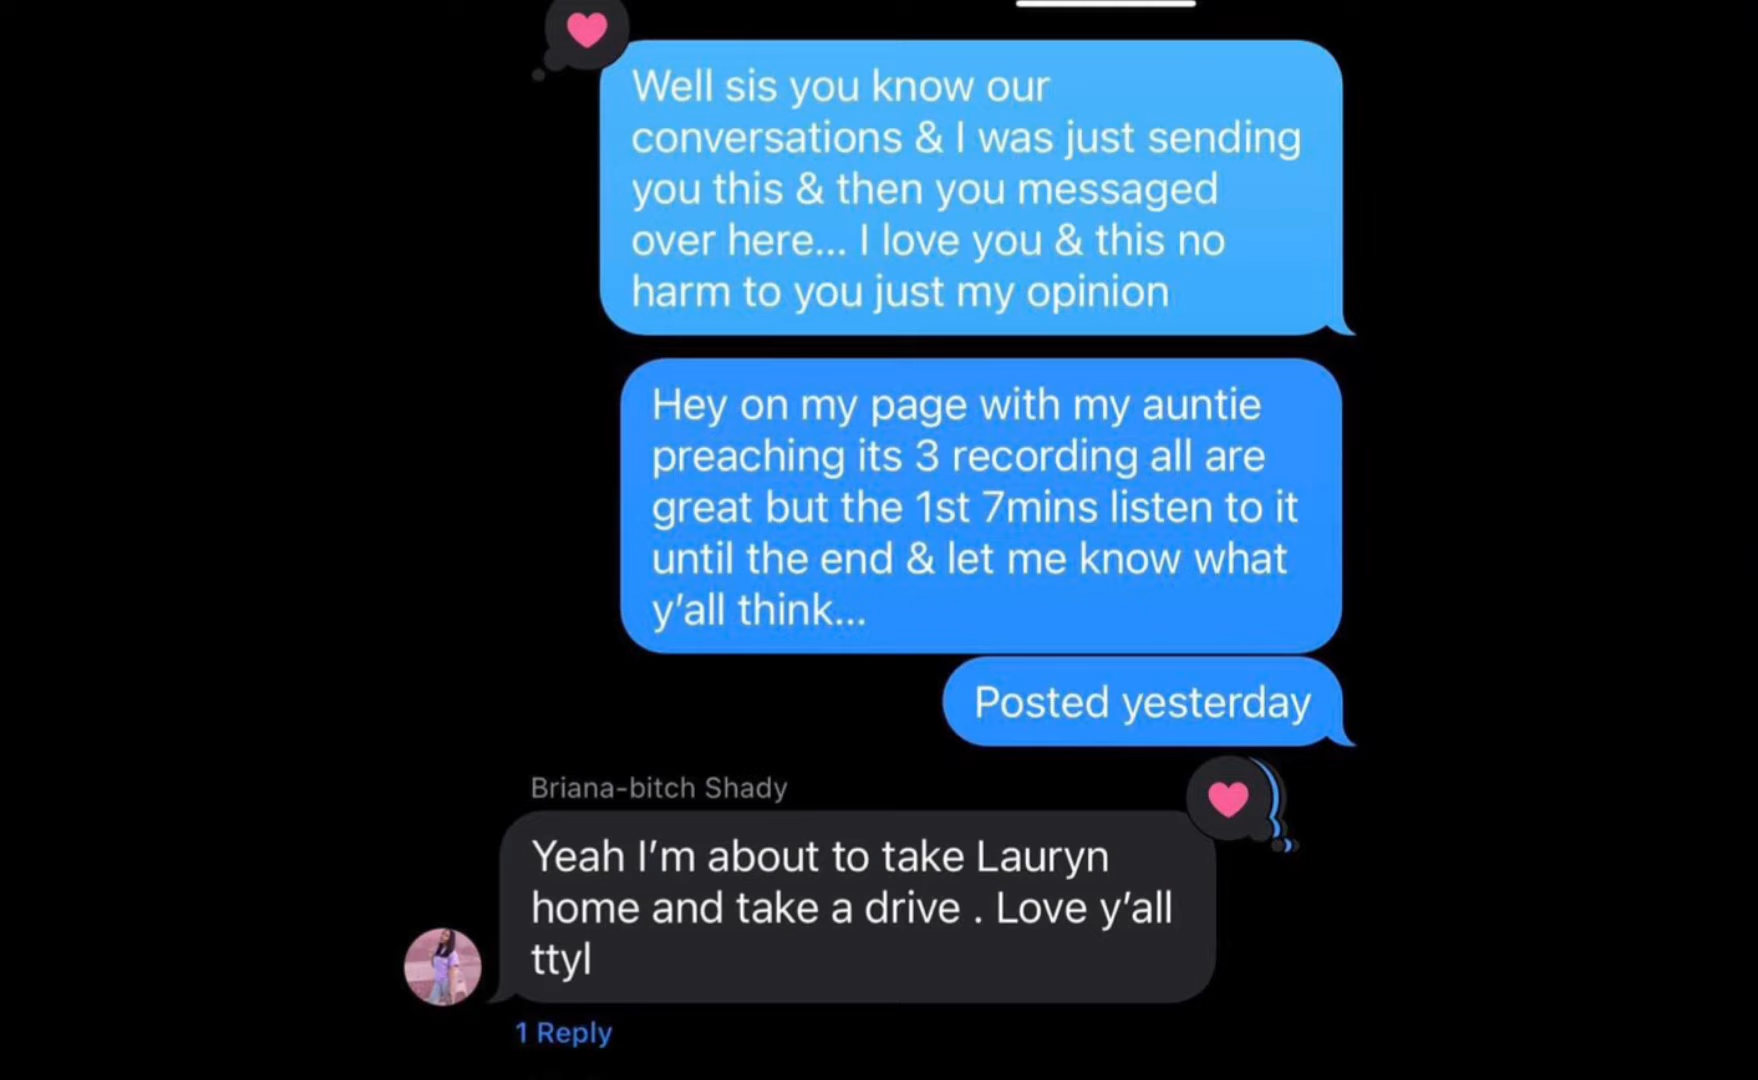 Well sis you know our
conversations & I was just sending
you this & then you messaged
over here... I love you & this no
harm to you just my opinion
Hey on my page with my auntie
preaching its 3 recording all are
great but the 1st 7mins listen to it
until the end & let me know what
y’all think...
Posted yesterday
Briana-bitch Shady
Yeah I’m about to take Lauryn
home and take a drive . Love y’all
ttyl
1 Reply